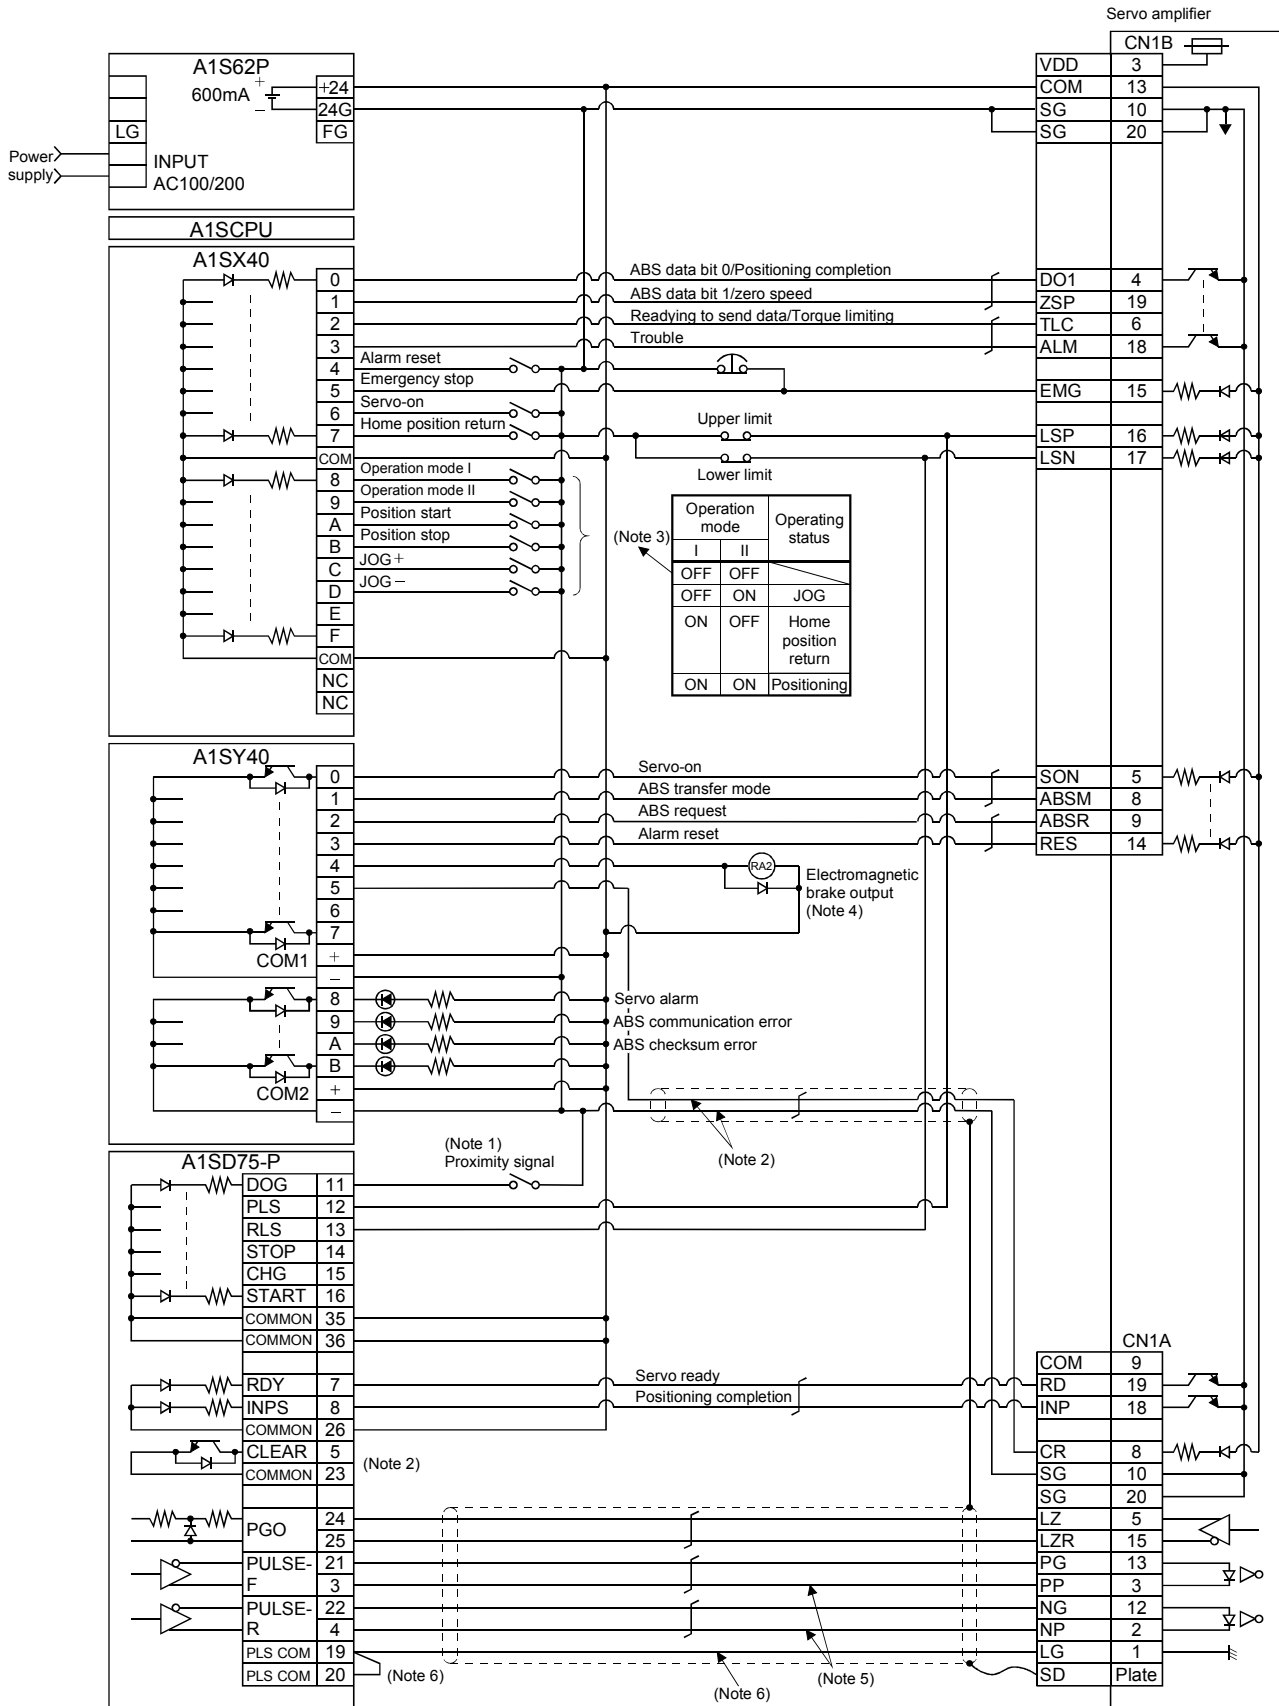 Servo amplifier
A1S62P
600mA
+
−
+24
24G
LG
FG
Power
supply
INPUT
AC100/200
CN1B
VDD 3
COM 13
SG 10
SG 20
A1SCPU
A1SX40
0 ABS data bit 0/Positioning completion DO1 4
1 ABS data bit 1/zero speed ZSP 19
2 Readying to send data/Torque limiting TLC 6
3 Trouble ALM 18
4 Alarm reset
5 Emergency stop EMG 15
6 Servo-on
7 Home position return Upper limit LSP 16
COM Lower limit LSN 17
8 Operation mode I
9 Operation mode II
A Position start
B Position stop
C JOG+
D JOG−
E
F
COM
NC
NC
(Note 3)
Operation mode Operating status
I II
OFF OFF
OFF ON JOG
ON OFF Home position return
ON ON Positioning
A1SY40
0 Servo-on SON 5
1 ABS transfer mode ABSM 8
2 ABS request ABSR 9
3 Alarm reset RES 14
4 RA2 Electromagnetic
5 brake output
6 (Note 4)
7
COM1 +
−
8 Servo alarm
9 ABS communication error
A ABS checksum error
B
COM2 +
−
(Note 2)
(Note 1)
Proximity signal
A1SD75-P
DOG 11
PLS 12
RLS 13
STOP 14
CHG 15
START 16
COMMON 35
COMMON 36
CN1A
COM 9
RDY 7 Servo ready RD 19
INPS 8 Positioning completion INP 18
COMMON 26
CLEAR 5 (Note 2) CR 8
COMMON 23 SG 10
SG 20
PGO 24 LZ 5
25 LZR 15
PULSE-F 21 PG 13
3 PP 3
PULSE-R 22 NG 12
4 NP 2
PLS COM 19 LG 1
PLS COM 20 (Note 6) (Note 5) SD Plate
(Note 6)